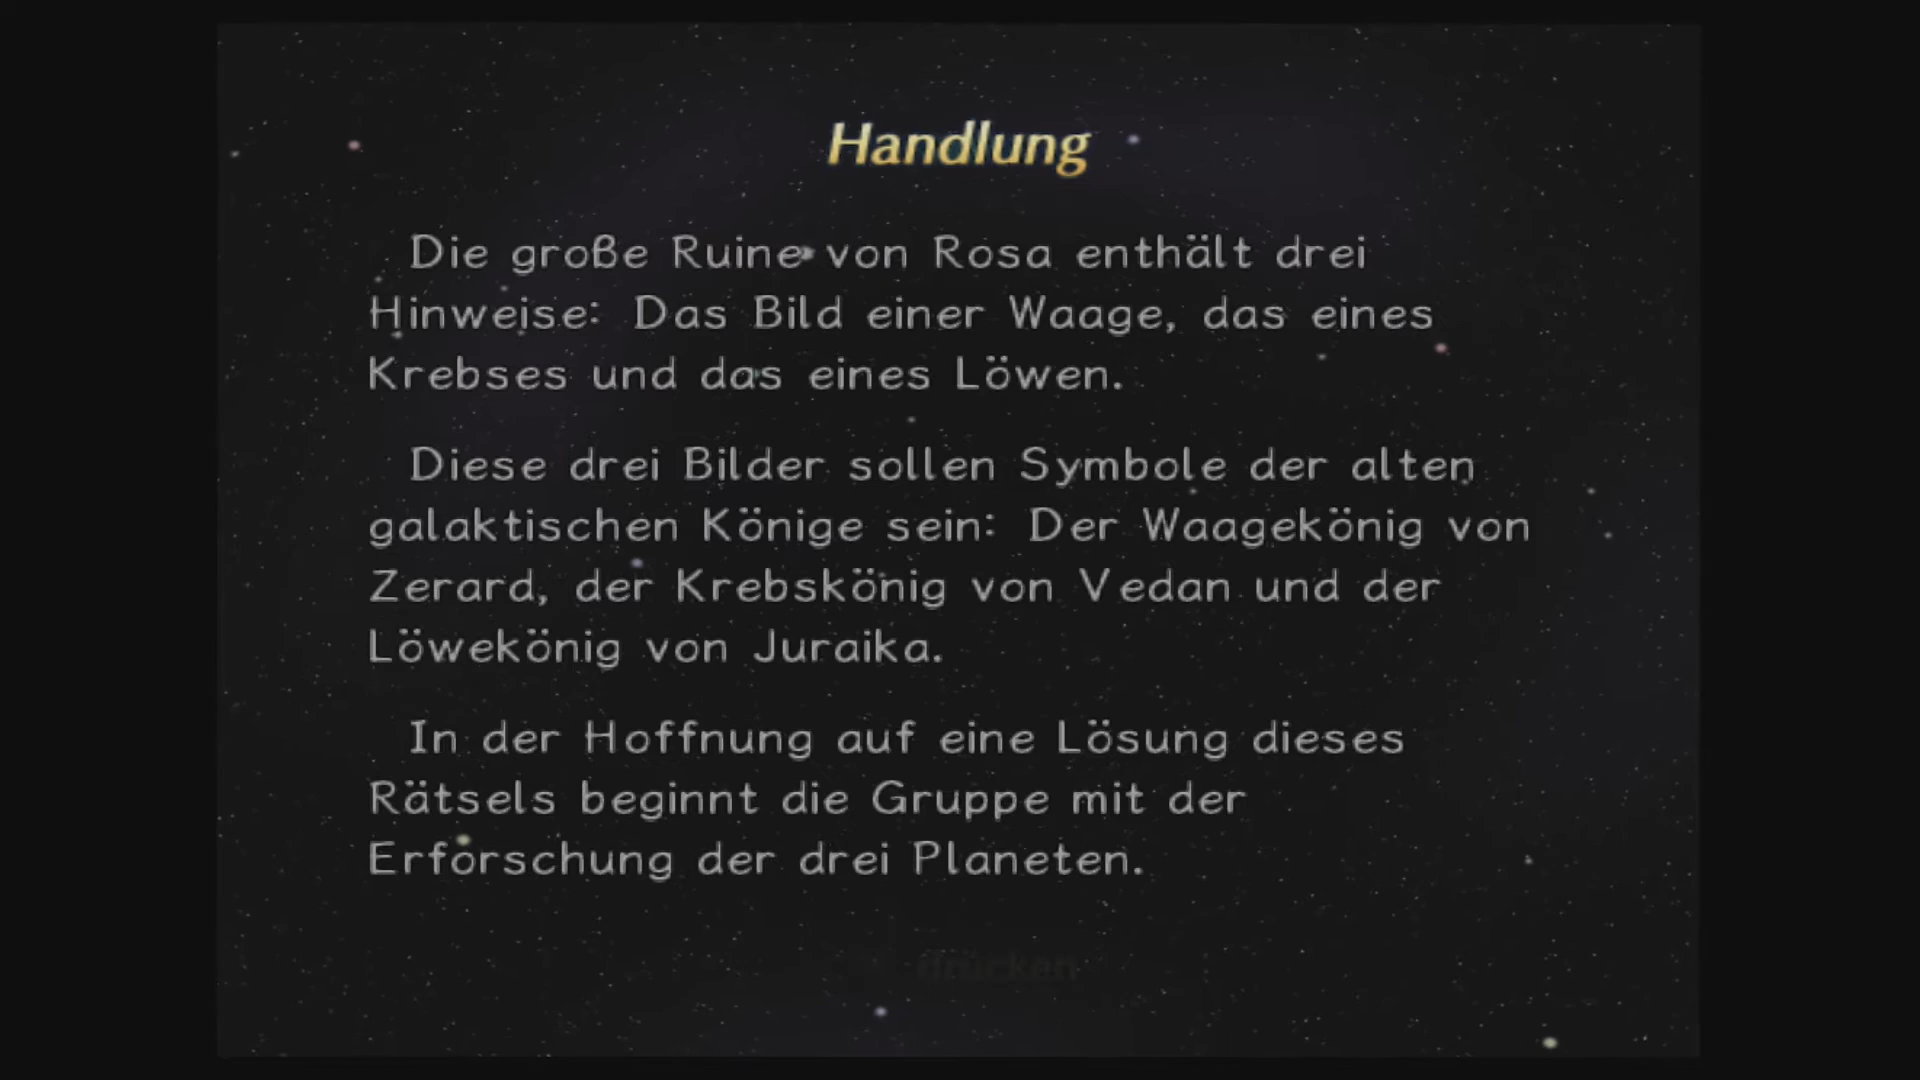 Handlung
Die große Ruine von Rosa enthält drei
Hinweise: Das Bild einer Waage, das eines
Krebses und das eines Löwen.
Diese drei Bilder sollen Symbole der alten
galaktischen Könige sein: Der Waagekönig von
Zerard, der Krebskönig von Vedan und der
Löwekönig von Juraika.
In der Hoffnung auf eine Lösung dieses
Rätsels beginnt die Gruppe mit der
Erforschung der drei Planeten.
drücken